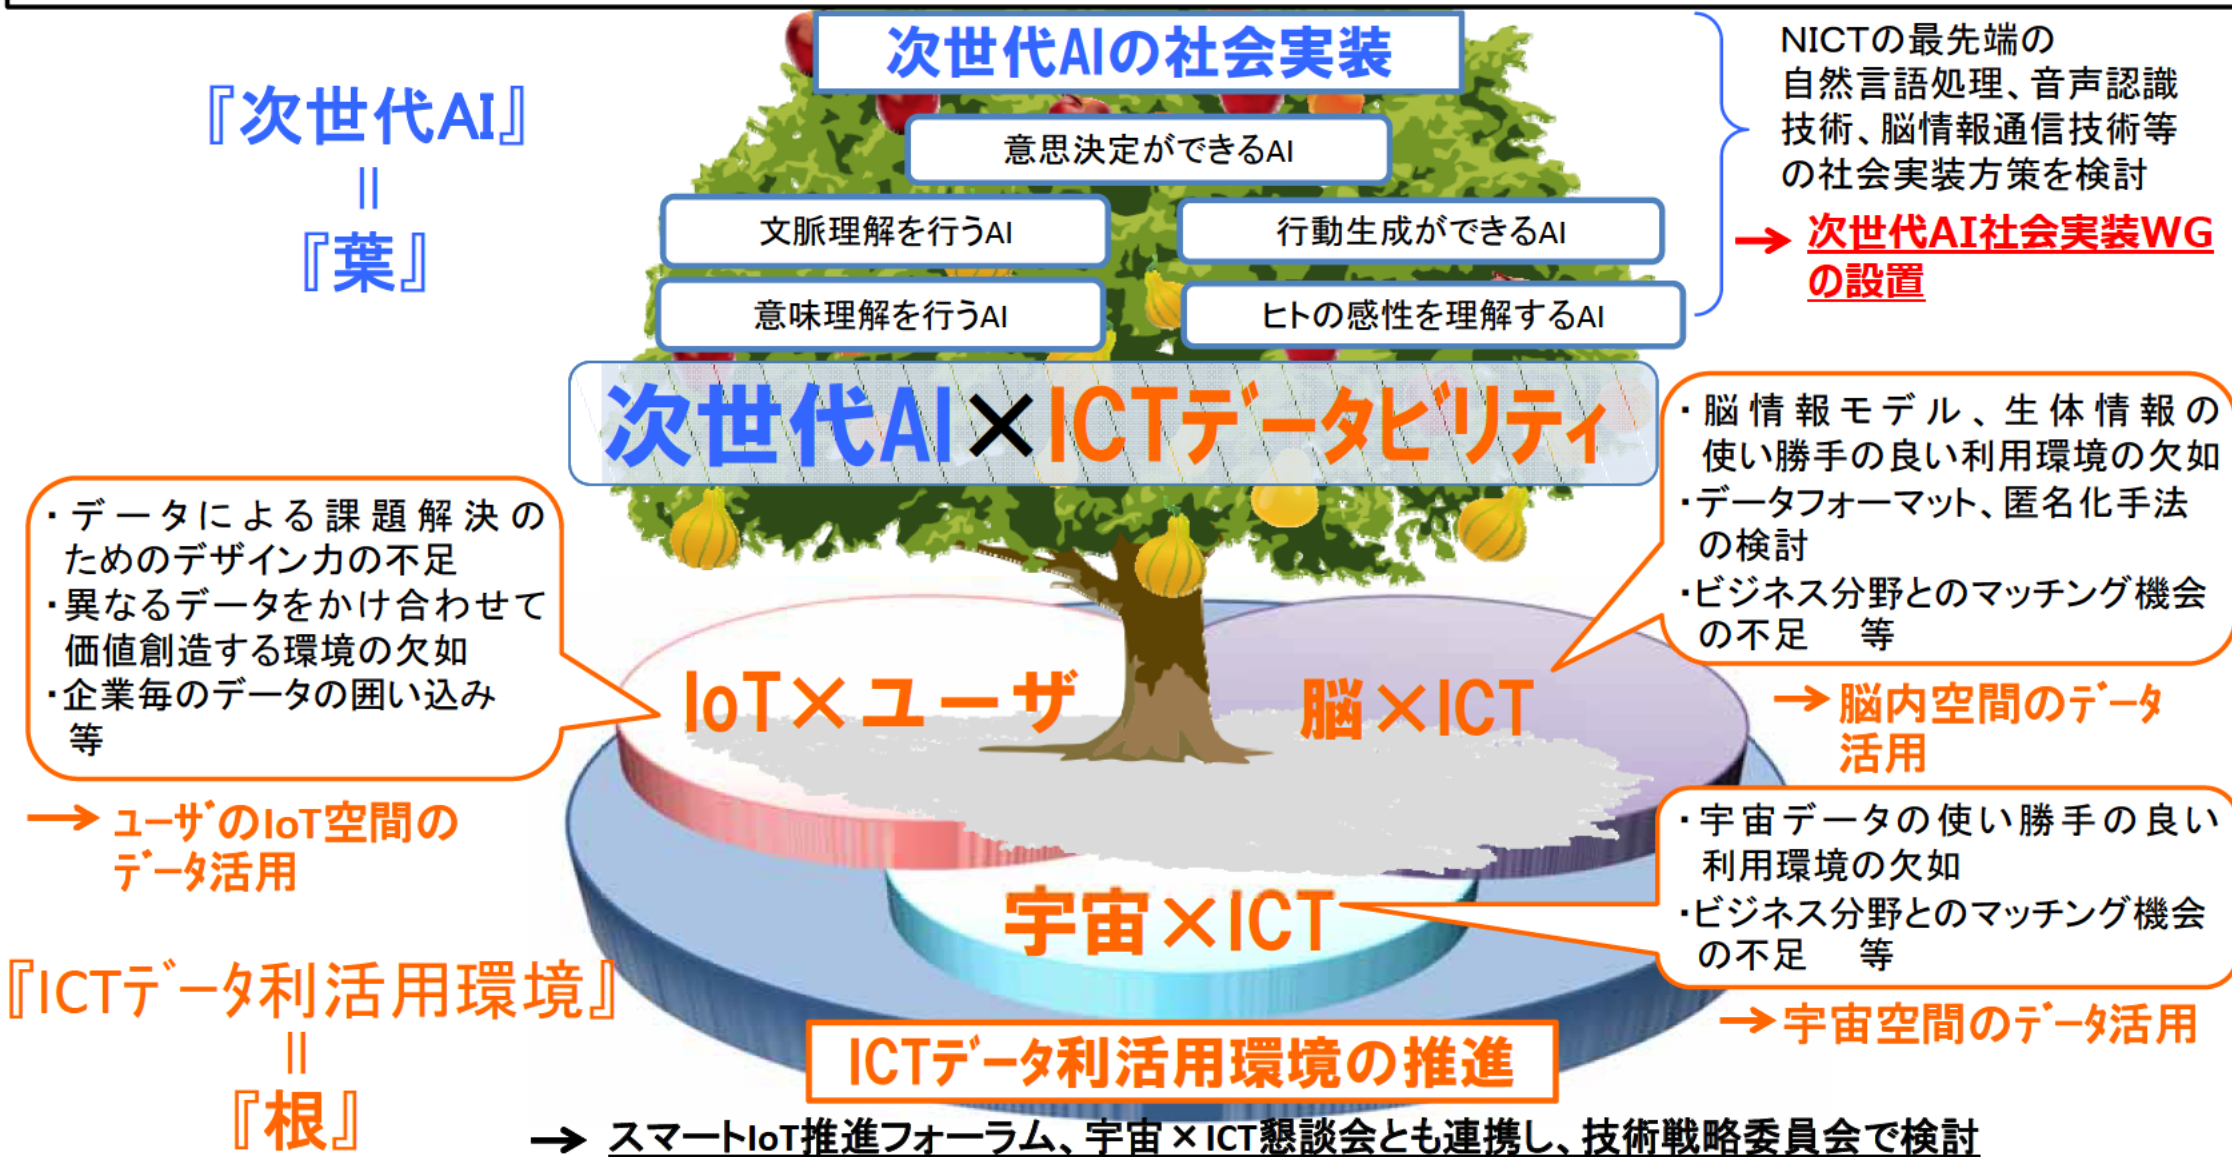 次世代AIの社会実装
意思決定ができるAI
文脈理解を行うAI
行動生成ができるAI
意味理解を行うAI
ヒトの感性を理解するAI
『次世代AI』
||
『葉』
NICTの最先端の
自然言語処理、音声認識
技術、脳情報通信技術等
の社会実装方策を検討
→ 次世代AI社会実装WG
の設置
次世代AI×ICTデータビリティ
・データによる課題解決の
ためのデザイン力の不足
・異なるデータをかけ合わせて
価値創造する環境の欠如
・企業毎のデータの囲い込み
等
→ ユーザのIoT空間の
データ活用
・脳情報モデル、生体情報の
使い勝手の良い利用環境の欠如
・データフォーマット、匿名化手法
の検討
・ビジネス分野とのマッチング機会
の不足 等
→ 脳内空間のデータ
活用
IoT×ユーザ
脳×ICT
宇宙×ICT
・宇宙データの使い勝手の良い
利用環境の欠如
・ビジネス分野とのマッチング機会
の不足 等
→ 宇宙空間のデータ活用
『ICTデータ利活用環境』
||
『根』
ICTデータ利活用環境の推進
→ スマートIoT推進フォーラム、宇宙×ICT懇談会とも連携し、技術戦略委員会で検討